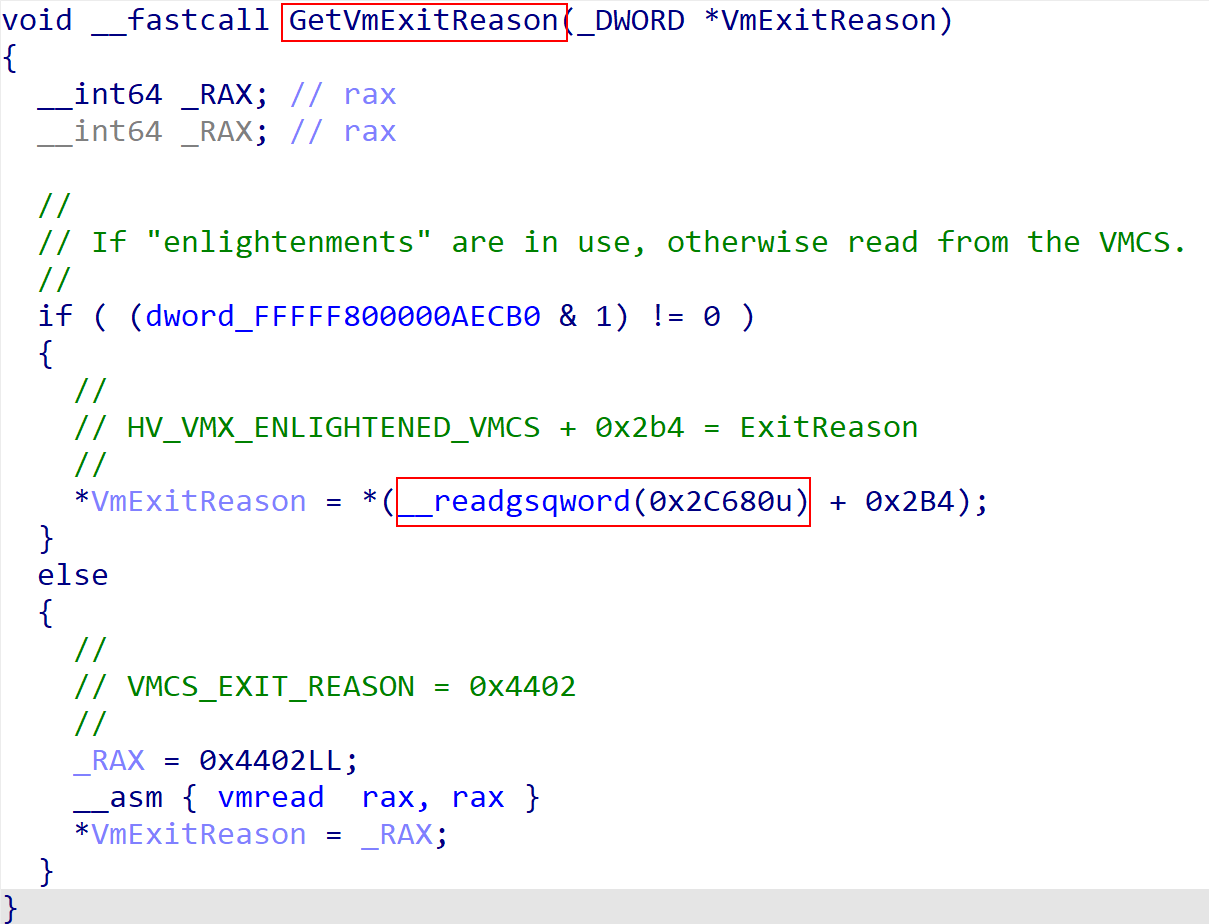 void __fastcall GetVmExitReason(_DWORD *VmExitReason)
{
  __int64 _RAX; // rax
  __int64 _RAX; // rax

  //
  // If "enlightenments" are in use, otherwise read from the VMCS.
  //
  if ( (dword_FFFFF800000AECB0 & 1) != 0 )
  {
    //
    // HV_VMX_ENLIGHTENED_VMCS + 0x2b4 = ExitReason
    //
    *VmExitReason = *(__readgsqword(0x2C680u) + 0x2B4);
  }
  else
  {
    //
    // VMCS_EXIT_REASON = 0x4402
    //
    _RAX = 0x4402LL;
    __asm { vmread  rax, rax }
    *VmExitReason = _RAX;
  }
}